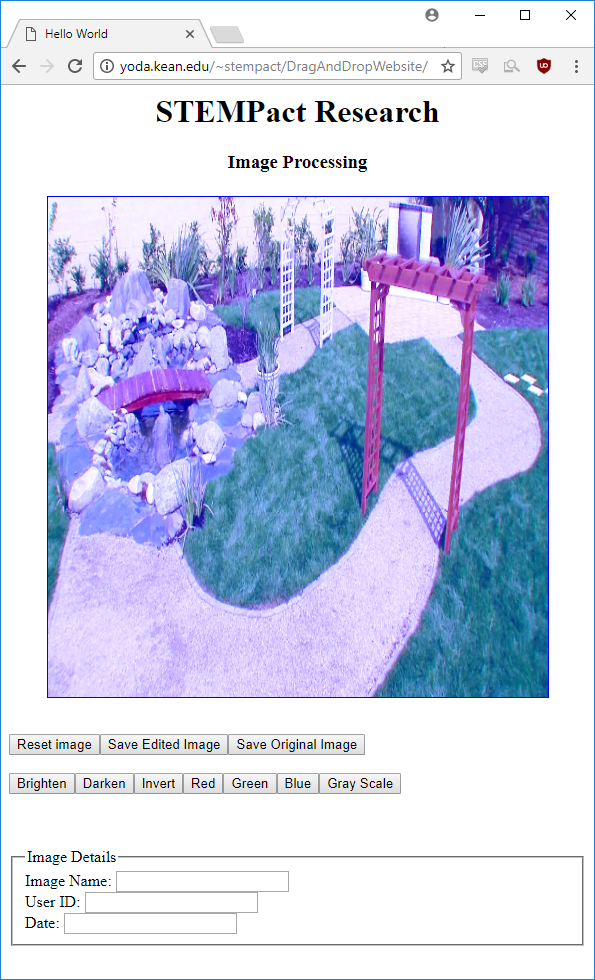 Hello World
yoda.kean.edu/~stempact/DragAndDropWebsite/
CSE
STEMPact Research
Image Processing
Reset image Save Edited Image Save Original Image
Brighten Darken Invert Red Green Blue Gray Scale
Image Details
Image Name:
User ID:
Date: